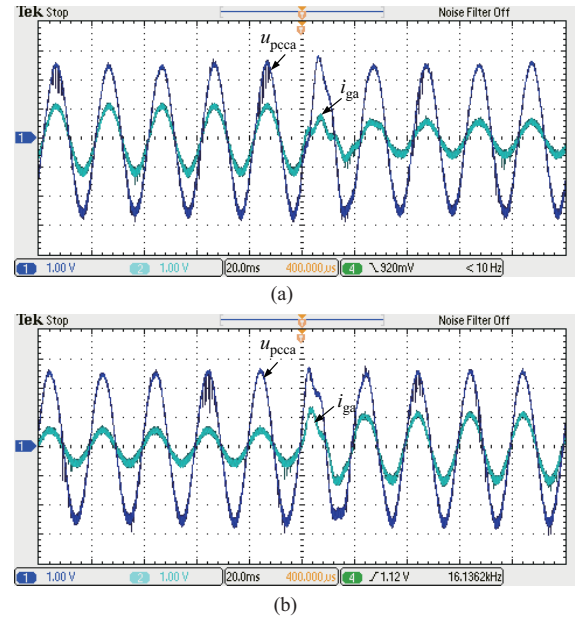 Tek Stop
Noise Filter Off
u_pcca
i_ga
1
1 1.00 V 2 1.00 V 20.0ms 400.000us 4 920mV < 10 Hz
(a)
Tek Stop
Noise Filter Off
u_pcca
i_ga
1
1 1.00 V 2 1.00 V 20.0ms 400.000us 4 1.12 V 16.1362kHz
(b)